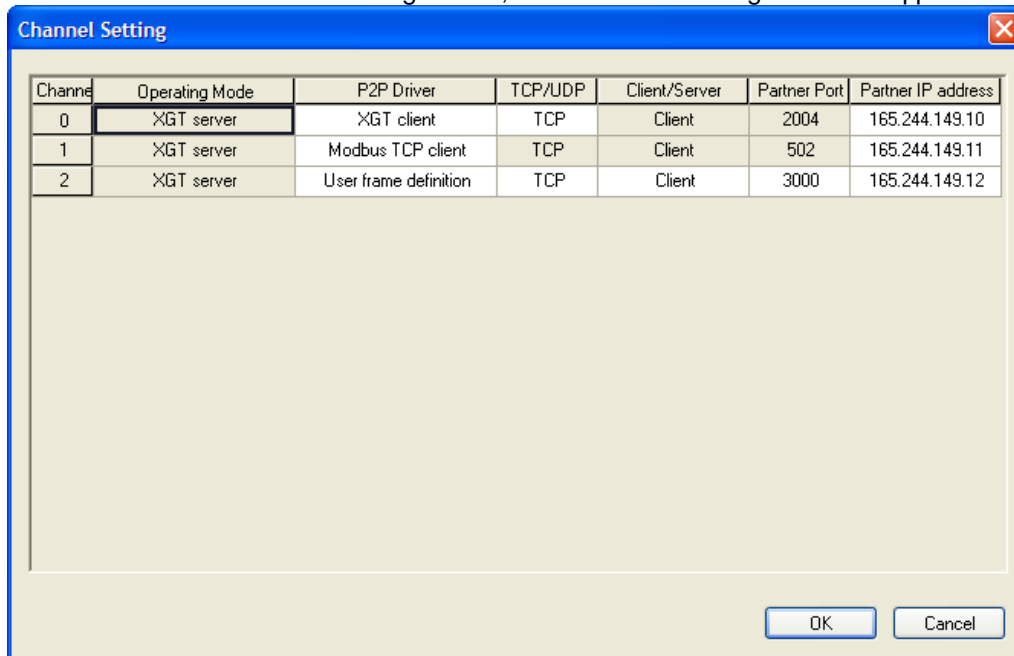 Channel Setting
Channe Operating Mode P2P Driver TCP/UDP Client/Server Partner Port Partner IP address
0 XGT server XGT client TCP Client 2004 165.244.149.10
1 XGT server Modbus TCP client TCP Client 502 165.244.149.11
2 XGT server User frame definition TCP Client 3000 165.244.149.12
OK Cancel